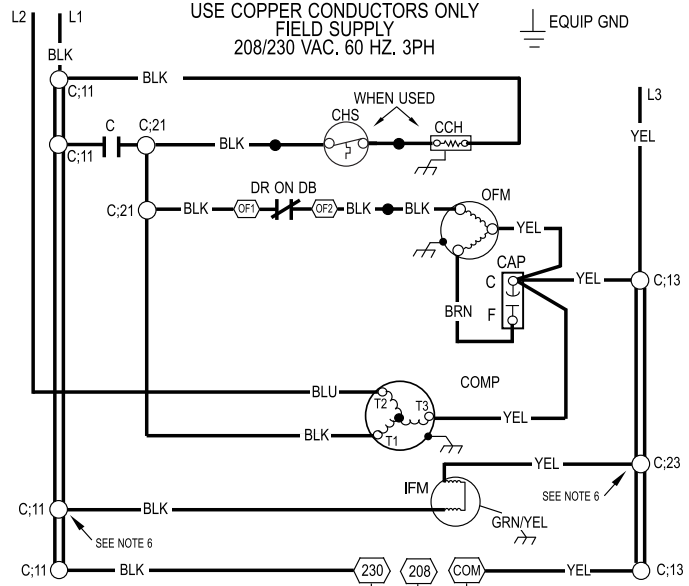 USE COPPER CONDUCTORS ONLY
FIELD SUPPLY
208/230 VAC. 60 HZ. 3PH
L2
L1
EQUIP GND
BLK
BLK
C;11
WHEN USED
L3
CHS
CCH
C
C;21
C;11
BLK
YEL
DR ON DB
OFM
C;21
BLK
OF1
OF2
BLK
BLK
YEL
CAP
C
YEL
C;13
BRN
F
BLU
COMP
T2
T3
YEL
BLK
T1
YEL
C;23
IFM
SEE NOTE 6
C;11
BLK
GRN/YEL
SEE NOTE 6
C;11
BLK
230
208
COM
YEL
C;13